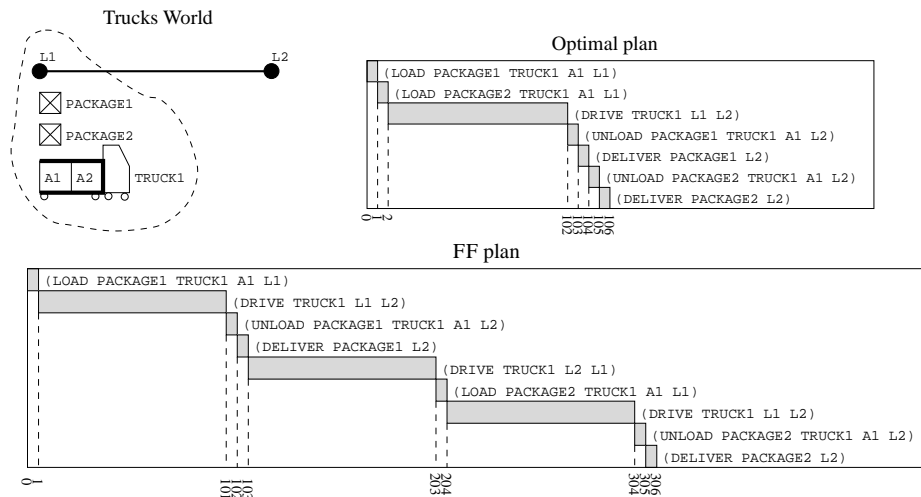 Trucks World
L1
L2
PACKAGE1
PACKAGE2
A1 A2
TRUCK1
Optimal plan
(LOAD PACKAGE1 TRUCK1 A1 L1)
(LOAD PACKAGE2 TRUCK1 A1 L1)
(DRIVE TRUCK1 L1 L2)
(UNLOAD PACKAGE1 TRUCK1 A1 L2)
(DELIVER PACKAGE1 L2)
(UNLOAD PACKAGE2 TRUCK1 A1 L2)
(DELIVER PACKAGE2 L2)
0 1 2 102 103 104 105 106
FF plan
(LOAD PACKAGE1 TRUCK1 A1 L1)
(DRIVE TRUCK1 L1 L2)
(UNLOAD PACKAGE1 TRUCK1 A1 L2)
(DELIVER PACKAGE1 L2)
(DRIVE TRUCK1 L2 L1)
(LOAD PACKAGE2 TRUCK1 A1 L1)
(DRIVE TRUCK1 L1 L2)
(UNLOAD PACKAGE2 TRUCK1 A1 L2)
(DELIVER PACKAGE2 L2)
0 1 101 102 103 203 204 304 305 306